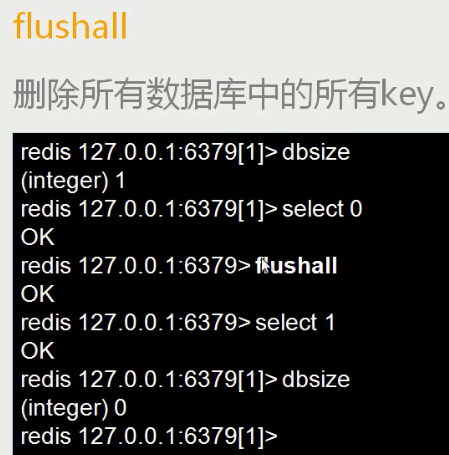 flushall
删除所有数据库中的所有key。
redis 127.0.0.1:6379[1]> dbsize
(integer) 1
redis 127.0.0.1:6379[1]> select 0
OK
redis 127.0.0.1:6379> flushall
OK
redis 127.0.0.1:6379> select 1
OK
redis 127.0.0.1:6379[1]> dbsize
(integer) 0
redis 127.0.0.1:6379[1]>